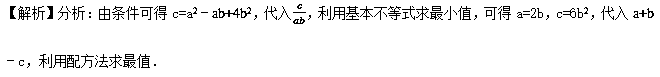 【解析】分析：由条件可得 c=a²﹣ab+4b²，代入c/ab，利用基本不等式求最小值，可得 a=2b，c=6b²，代入 a+b
﹣c，利用配方法求最值．